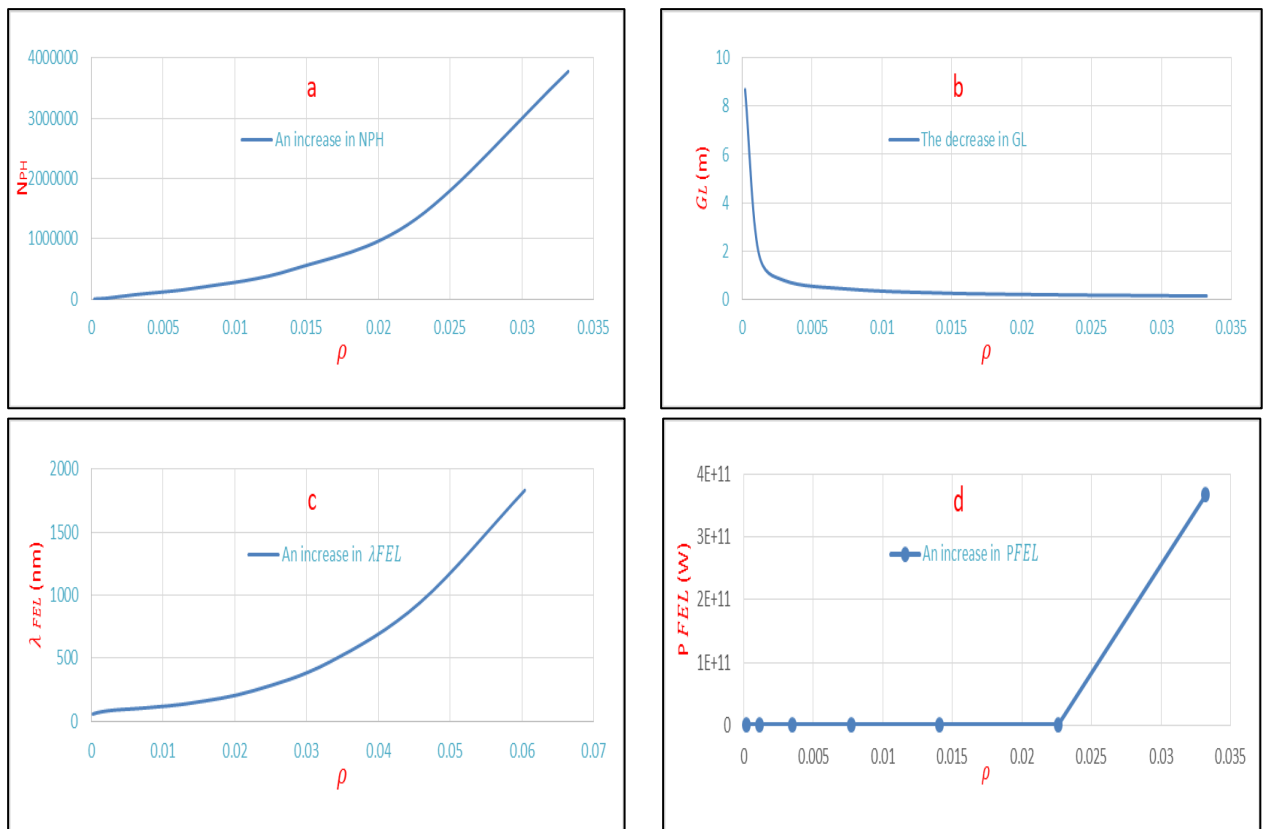 a
An increase in NPH
NPH
4000000
3000000
2000000
1000000
0
0 0.005 0.01 0.015 0.02 0.025 0.03 0.035
ρ
b
The decrease in GL
GL (m)
10
8
6
4
2
0
0 0.005 0.01 0.015 0.02 0.025 0.03 0.035
ρ
c
An increase in λFEL
λ FEL (nm)
2000
1500
1000
500
0
0 0.01 0.02 0.03 0.04 0.05 0.06 0.07
ρ
d
An increase in PFEL
P FEL (W)
4E+11
3E+11
2E+11
1E+11
0
0 0.005 0.01 0.015 0.02 0.025 0.03 0.035
ρ